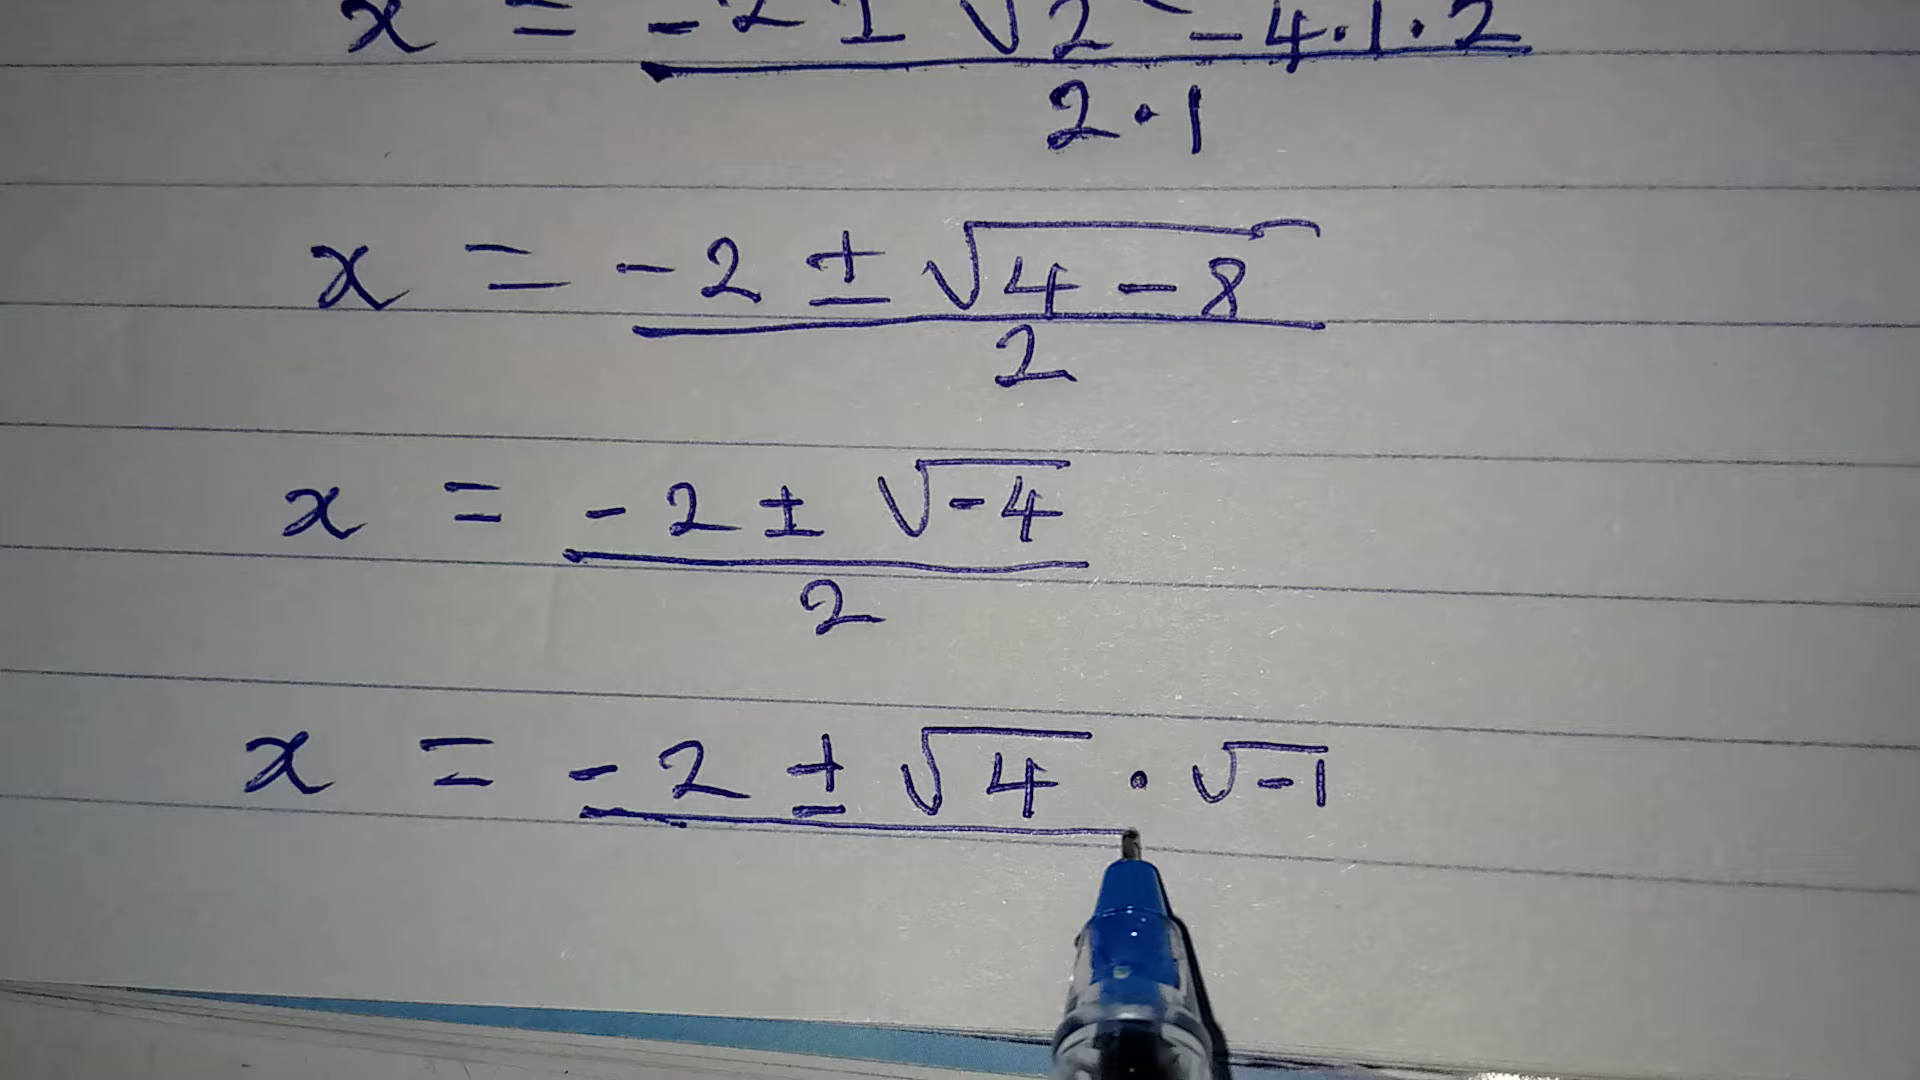 x = (-2 ± √2² - 4·1·2) / (2·1)
x = (-2 ± √(4 - 8)) / 2
x = (-2 ± √(-4)) / 2
x = -2 ± √4 · √-1